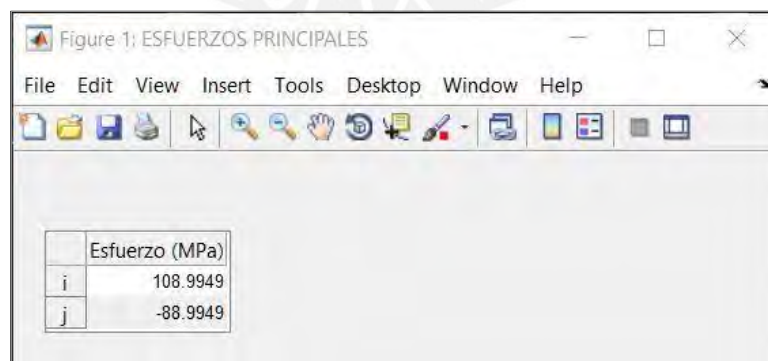 Figure 1: ESFUERZOS PRINCIPALES
File Edit View Insert Tools Desktop Window Help
Esfuerzo (MPa)
i 108.9949
j -88.9949